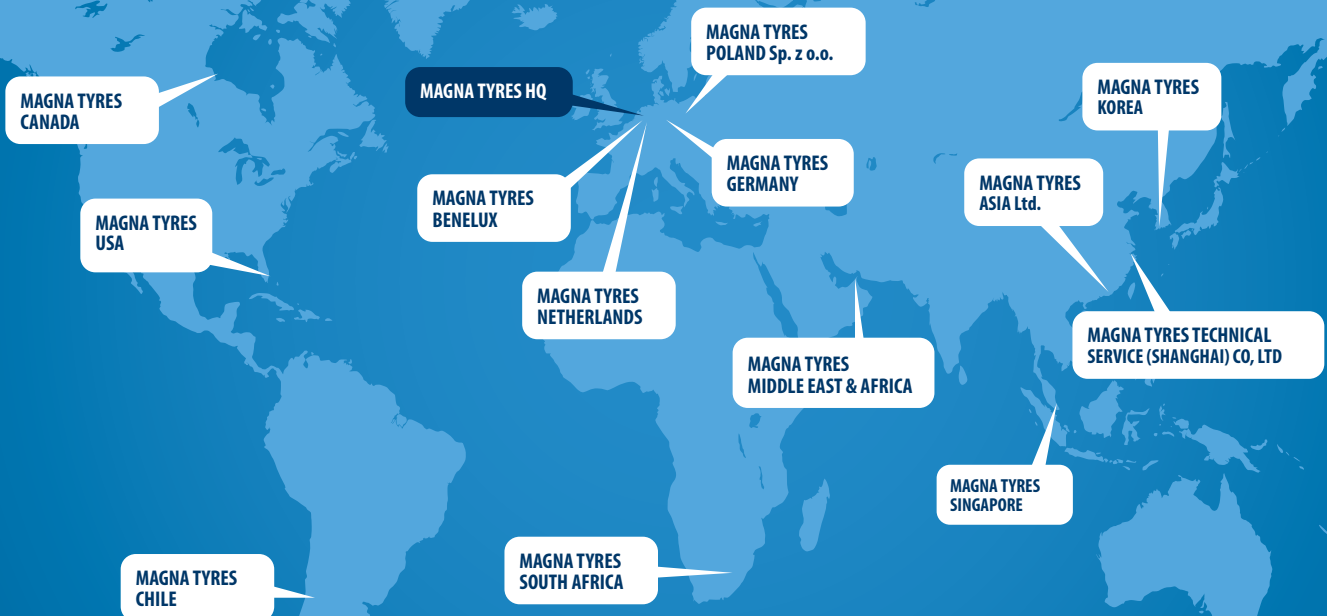 MAGNA TYRES
POLAND Sp. z o.o.
MAGNA TYRES HQ
MAGNA TYRES
CANADA
MAGNA TYRES
KOREA
MAGNA TYRES
GERMANY
MAGNA TYRES
BENELUX
MAGNA TYRES
ASIA Ltd.
MAGNA TYRES
USA
MAGNA TYRES
NETHERLANDS
MAGNA TYRES TECHNICAL
SERVICE (SHANGHAI) CO, LTD
MAGNA TYRES
MIDDLE EAST & AFRICA
MAGNA TYRES
SINGAPORE
MAGNA TYRES
SOUTH AFRICA
MAGNA TYRES
CHILE